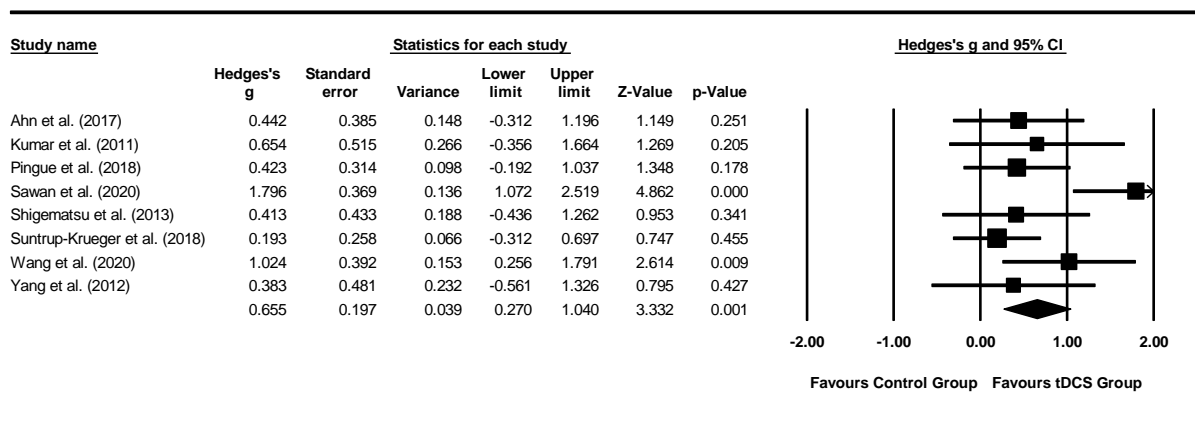 Study name Statistics for each study Hedges's g and 95% CI
Hedges's Standard Lower Upper
g error Variance limit limit Z-Value p-Value
Ahn et al. (2017) 0.442 0.385 0.148 -0.312 1.196 1.149 0.251
Kumar et al. (2011) 0.654 0.515 0.266 -0.356 1.664 1.269 0.205
Pingue et al. (2018) 0.423 0.314 0.098 -0.192 1.037 1.348 0.178
Sawan et al. (2020) 1.796 0.369 0.136 1.072 2.519 4.862 0.000
Shigematsu et al. (2013) 0.413 0.433 0.188 -0.436 1.262 0.953 0.341
Suntrup-Krueger et al. (2018) 0.193 0.258 0.066 -0.312 0.697 0.747 0.455
Wang et al. (2020) 1.024 0.392 0.153 0.256 1.791 2.614 0.009
Yang et al. (2012) 0.383 0.481 0.232 -0.561 1.326 0.795 0.427
0.655 0.197 0.039 0.270 1.040 3.332 0.001
-2.00 -1.00 0.00 1.00 2.00
Favours Control Group Favours tDCS Group